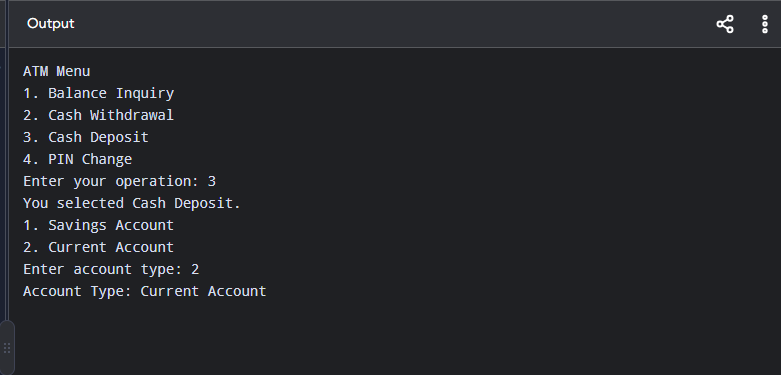 Output
ATM Menu
1. Balance Inquiry
2. Cash Withdrawal
3. Cash Deposit
4. PIN Change
Enter your operation: 3
You selected Cash Deposit.
1. Savings Account
2. Current Account
Enter account type: 2
Account Type: Current Account